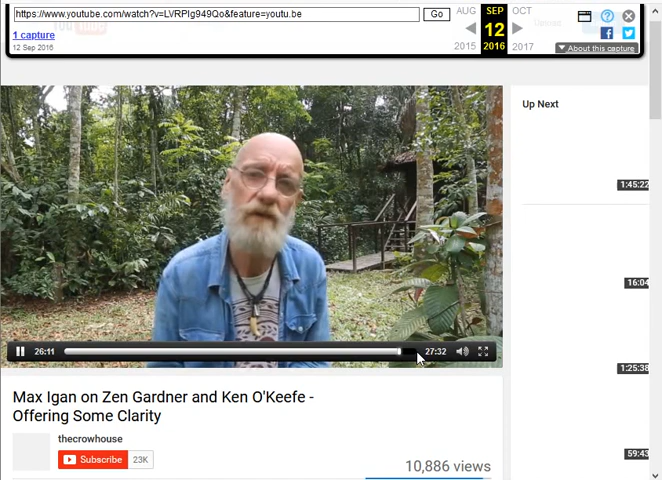 https://www.youtube.com/watch?v=LVRPIg949Qo&feature=youtu.be
Go
AUG
SEP
OCT
1 capture
12
12 Sep 2016
2015
2016
2017
About this capture
Up Next
1:45:22
16:04
1:25:38
59:43
26:11
27:32
Max Igan on Zen Gardner and Ken O'Keefe -
Offering Some Clarity
thecrowhouse
Subscribe
23K
10,886 views